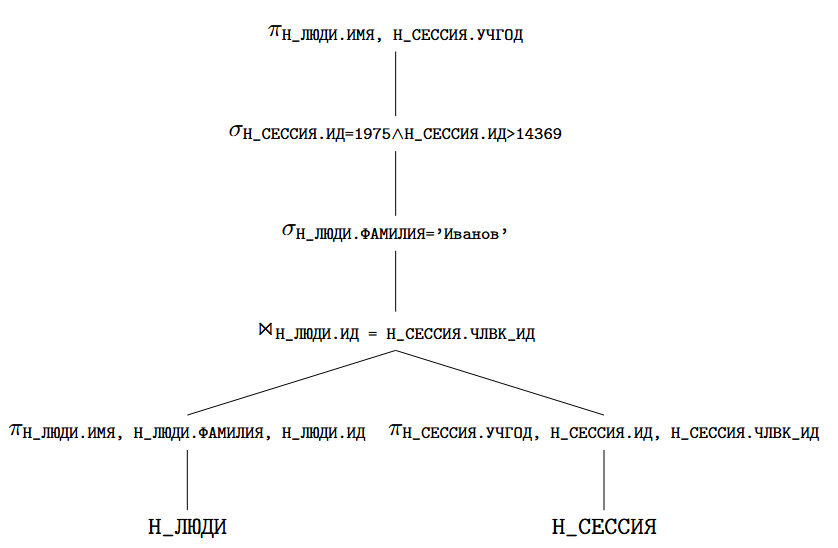 πН_ЛЮДИ.ИМЯ, Н_СЕССИЯ.УЧГОД
σН_СЕССИЯ.ИД=1975∧Н_СЕССИЯ.ИД>14369
σН_ЛЮДИ.ФАМИЛИЯ='Иванов'
⋈Н_ЛЮДИ.ИД = Н_СЕССИЯ.ЧЛВК_ИД
πН_ЛЮДИ.ИМЯ, Н_ЛЮДИ.ФАМИЛИЯ, Н_ЛЮДИ.ИД
πН_СЕССИЯ.УЧГОД, Н_СЕССИЯ.ИД, Н_СЕССИЯ.ЧЛВК_ИД
Н_ЛЮДИ
Н_СЕССИЯ